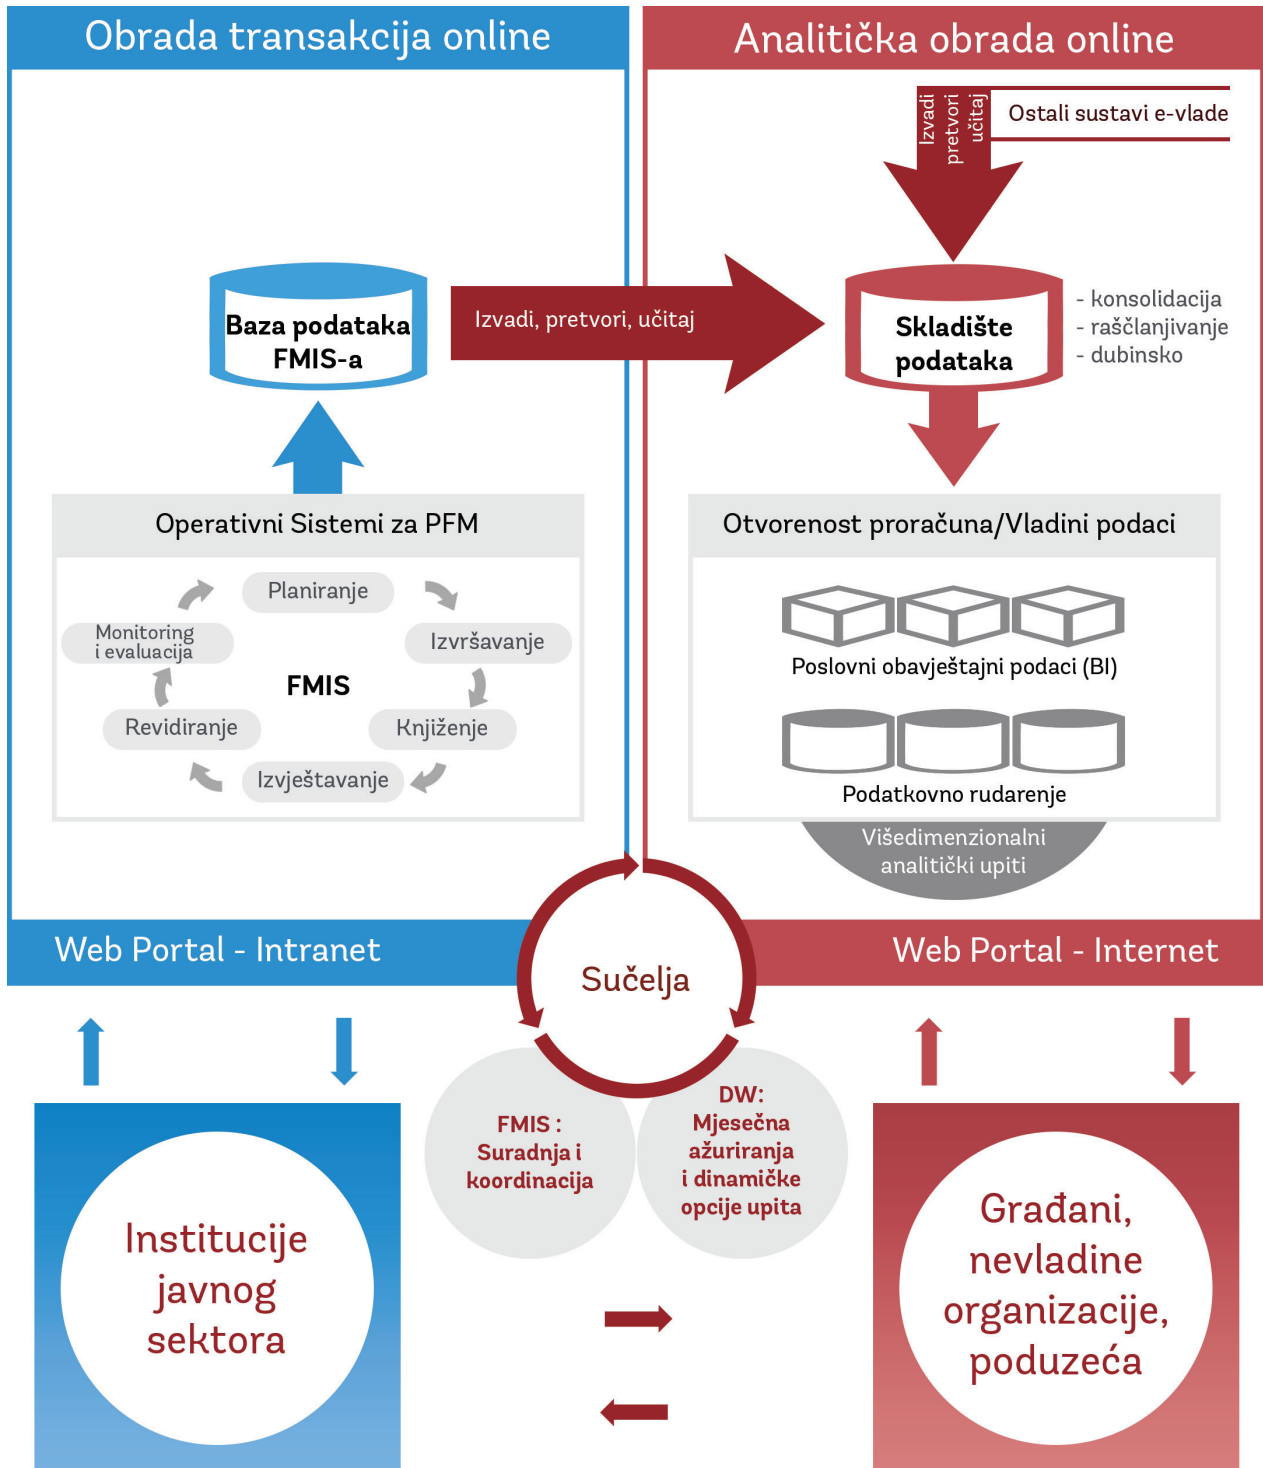 Obrada transakcija online
Analitička obrada online
Izvadi
pretvori
učitaj
Ostali sustavi e-vlade
Baza podataka
FMIS-a
Izvadi, pretvori, učitaj
Skladište
podataka
- konsolidacija
- raščlanjivanje
- dubinsko
Operativni Sistemi za PFM
Planiranje
Izvršavanje
Knjiženje
Izvještavanje
Revidiranje
Monitoring
i evaluacija
FMIS
Otvorenost proračuna/Vladini podaci
Poslovni obavještajni podaci (BI)
Podatkovno rudarenje
Višedimenzionalni
analitički upiti
Web Portal - Intranet
Sučelja
Web Portal - Internet
FMIS :
Suradnja i
koordinacija
DW:
Mjesečna
ažuriranja
i dinamičke
opcije upita
Institucije
javnog
sektora
Građani,
nevladine
organizacije,
poduzeća